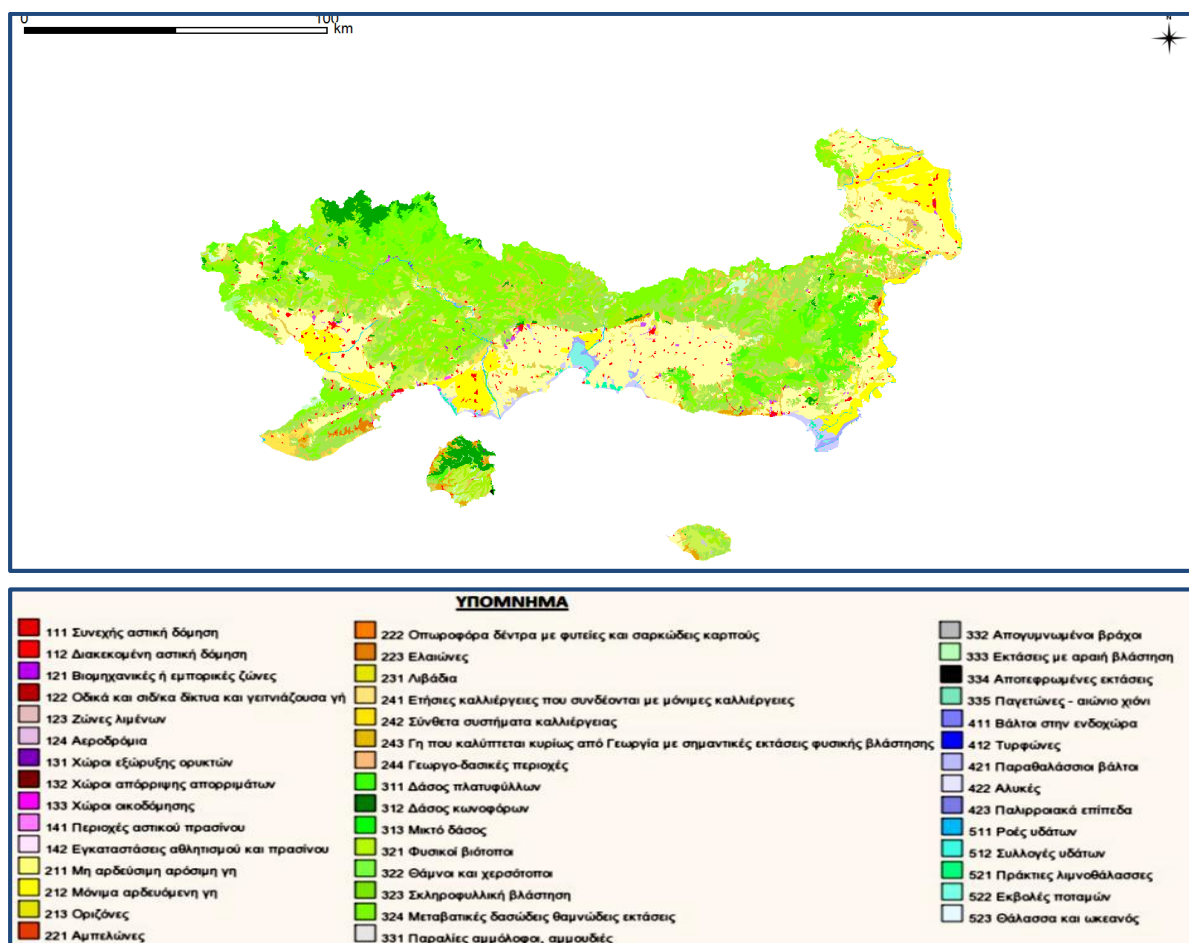 0 100
km
N
ΥΠΟΜΝΗΜΑ
111 Συνεχής αστική δόμηση
112 Διακεκομένη αστική δόμηση
121 Βιομηχανικές ή εμπορικές ζώνες
122 Οδικά και σιδ/κα δίκτυα και γειτνιάζουσα γή
123 Ζώνες λιμένων
124 Αεροδρόμια
131 Χώροι εξώρυξης ορυκτών
132 Χώροι απόρριψης απορριμάτων
133 Χώροι οικοδόμησης
141 Περιοχές αστικού πρασίνου
142 Εγκαταστάσεις αθλητισμού και πρασίνου
211 Μη αρδεύσιμη αρόσιμη γη
212 Μόνιμα αρδευόμενη γη
213 Οριζόνες
221 Αμπελώνες
222 Οπωροφόρα δέντρα με φυτείες και σαρκώδεις καρπούς
223 Ελαιώνες
231 Λιβάδια
241 Ετήσιες καλλιέργειες που συνδέονται με μόνιμες καλλιέργειες
242 Σύνθετα συστήματα καλλιέργειας
243 Γη που καλύπτεται κυρίως από Γεωργία με σημαντικές εκτάσεις φυσικής βλάστησης
244 Γεωργο-δασικές περιοχές
311 Δάσος πλατυφύλλων
312 Δάσος κωνοφόρων
313 Μικτό δάσος
321 Φυσικοί βιότοποι
322 Θάμνοι και χερσότοποι
323 Σκληροφυλλική βλάστηση
324 Μεταβατικές δασώδεις θαμνώδεις εκτάσεις
331 Παραλίες αμμόλοφοι, αμμουδιές
332 Απογυμνωμένοι βράχοι
333 Εκτάσεις με αραιή βλάστηση
334 Αποτεφρωμένες εκτάσεις
335 Παγετώνες - αιώνιο χιόνι
411 Βάλτοι στην ενδοχώρα
412 Τυρφώνες
421 Παραθαλάσσιοι βάλτοι
422 Αλυκές
423 Παλιρροιακά επίπεδα
511 Ροές υδάτων
512 Συλλογές υδάτων
521 Πράκτιες λιμνοθάλασσες
522 Εκβολές ποταμών
523 Θάλασσα και ωκεανός